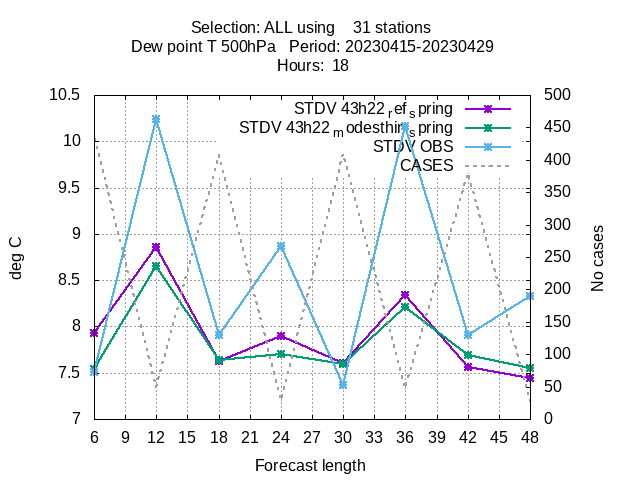 Selection: ALL using    31 stations
Dew point T 500hPa   Period: 20230415-20230429
Hours:  18
STDV 43h22ref spring
STDV 43h22modesthinspring
STDV OBS
CASES
deg C
No cases
10.5
10
9.5
9
8.5
8
7.5
7
500
450
400
350
300
250
200
150
100
50
0
6 9 12 15 18 21 24 27 30 33 36 39 42 45 48
Forecast length